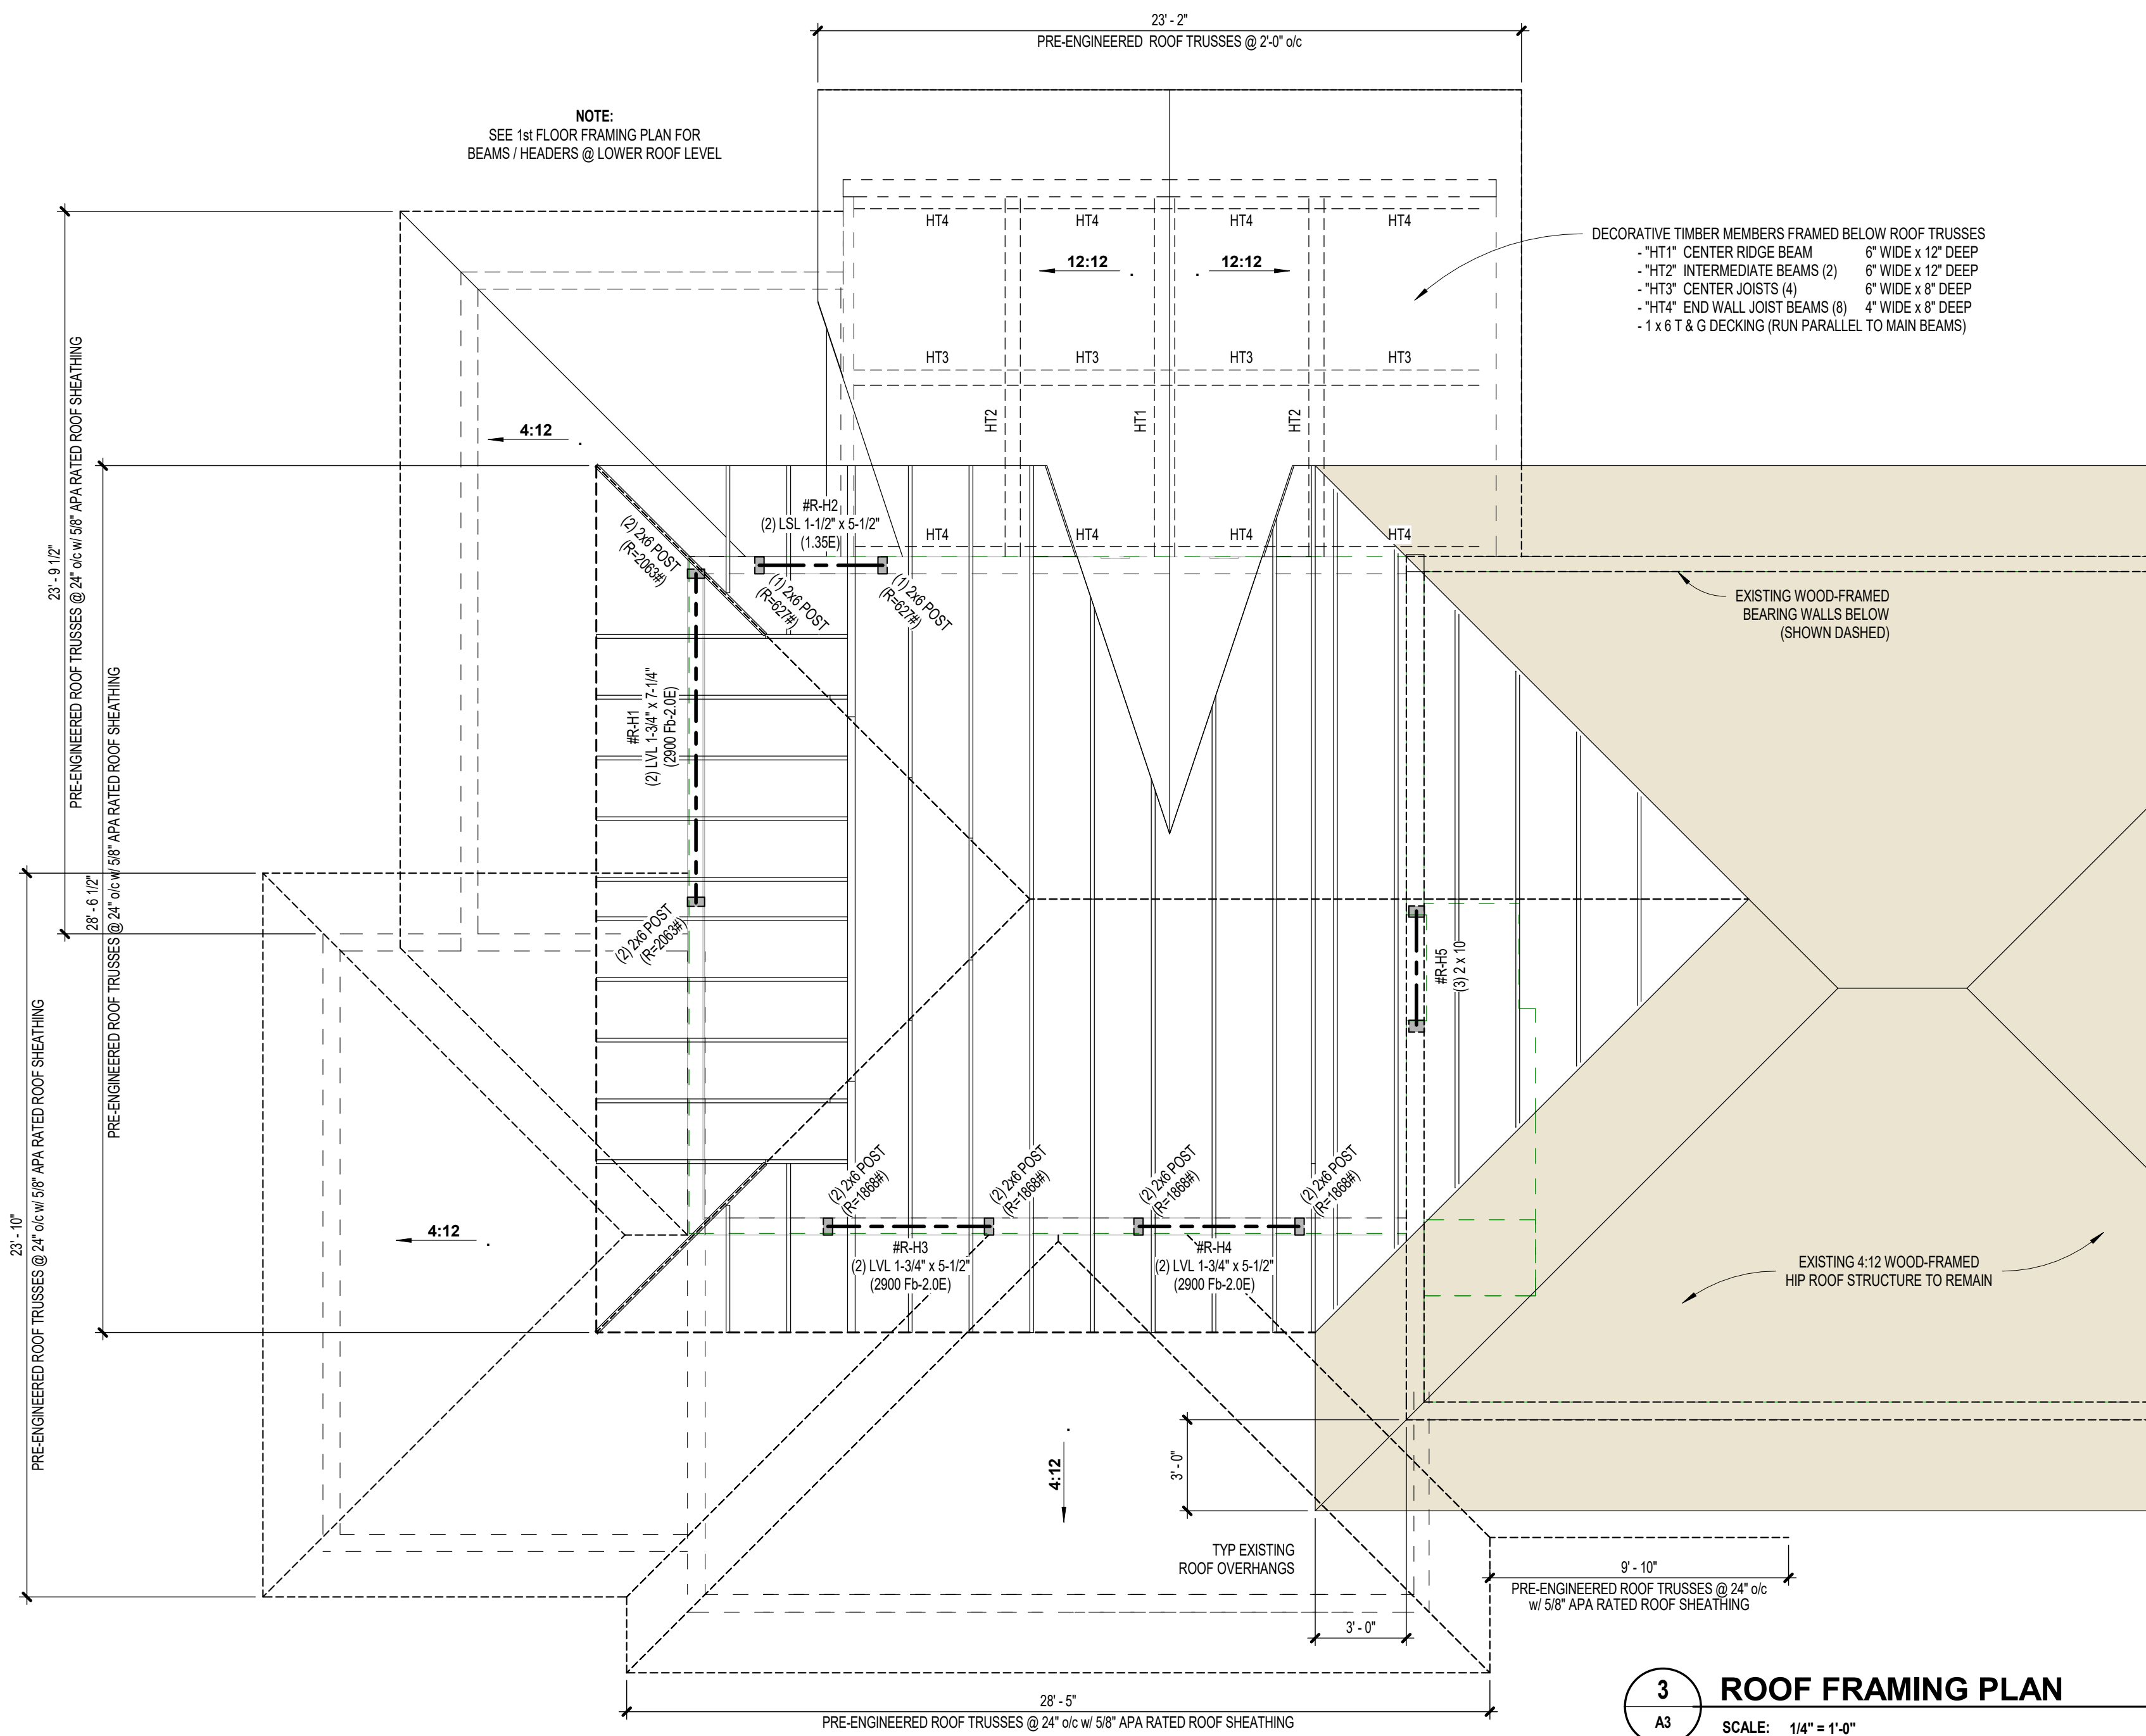 23' - 2"
PRE-ENGINEERED ROOF TRUSSES @ 2'-0" o/c
NOTE:
SEE 1st FLOOR FRAMING PLAN FOR
BEAMS / HEADERS @ LOWER ROOF LEVEL
HT4
HT4
HT4
HT4
12:12
12:12
DECORATIVE TIMBER MEMBERS FRAMED BELOW ROOF TRUSSES
- "HT1" CENTER RIDGE BEAM 6" WIDE x 12" DEEP
- "HT2" INTERMEDIATE BEAMS (2) 6" WIDE x 12" DEEP
- "HT3" CENTER JOISTS (4) 6" WIDE x 8" DEEP
- "HT4" END WALL JOIST BEAMS (8) 4" WIDE x 8" DEEP
- 1 x 6 T & G DECKING (RUN PARALLEL TO MAIN BEAMS)
HT3
HT3
HT3
HT3
HT2
HT1
HT2
4:12
23' - 9 1/2"
PRE-ENGINEERED ROOF TRUSSES @ 24" o/c w/ 5/8" APA RATED ROOF SHEATHING
28' - 6 1/2"
PRE-ENGINEERED ROOF TRUSSES @ 24" o/c w/ 5/8" APA RATED ROOF SHEATHING
23' - 10"
PRE-ENGINEERED ROOF TRUSSES @ 24" o/c w/ 5/8" APA RATED ROOF SHEATHING
#R-H2
(2) LSL 1-1/2" x 5-1/2"
(1.35E)
HT4
HT4
HT4
HT4
(2) 2x6 POST
(R=2063#)
(1) 2x6 POST
(R=627#)
(1) 2x6 POST
(R=627#)
EXISTING WOOD-FRAMED
BEARING WALLS BELOW
(SHOWN DASHED)
#R-H1
(2) LVL 1-3/4" x 7-1/4"
(2900 Fb-2.0E)
(2) 2x6 POST
(R=2063#)
#R-H5
(3) 2 x 10
(2) 2x6 POST
(R=1868#)
(2) 2x6 POST
(R=1868#)
(2) 2x6 POST
(R=1868#)
(2) 2x6 POST
(R=1868#)
4:12
#R-H3
(2) LVL 1-3/4" x 5-1/2"
(2900 Fb-2.0E)
#R-H4
(2) LVL 1-3/4" x 5-1/2"
(2900 Fb-2.0E)
EXISTING 4:12 WOOD-FRAMED
HIP ROOF STRUCTURE TO REMAIN
4:12
3' - 0"
TYP EXISTING
ROOF OVERHANGS
9' - 10"
PRE-ENGINEERED ROOF TRUSSES @ 24" o/c
w/ 5/8" APA RATED ROOF SHEATHING
3' - 0"
28' - 5"
PRE-ENGINEERED ROOF TRUSSES @ 24" o/c w/ 5/8" APA RATED ROOF SHEATHING
3
A3
ROOF FRAMING PLAN
SCALE: 1/4" = 1'-0"